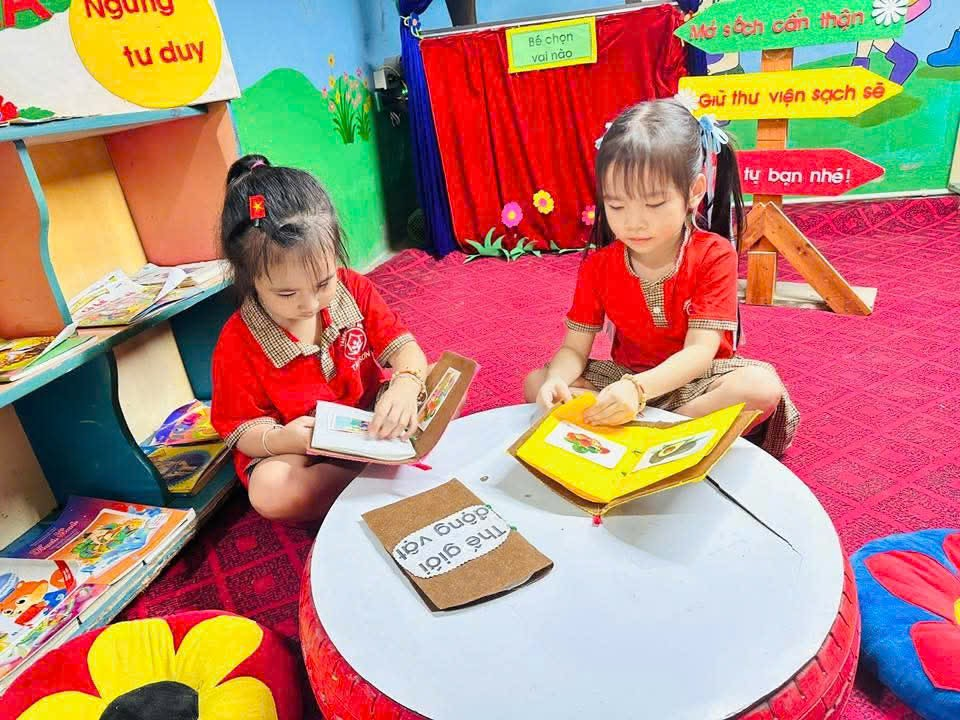 Ngừng
tư duy
Bé chọn
vai nào
Mở sách cẩn thận
Giữ thư viện sạch sẽ
tự bạn nhé!
Thế giới
động vật